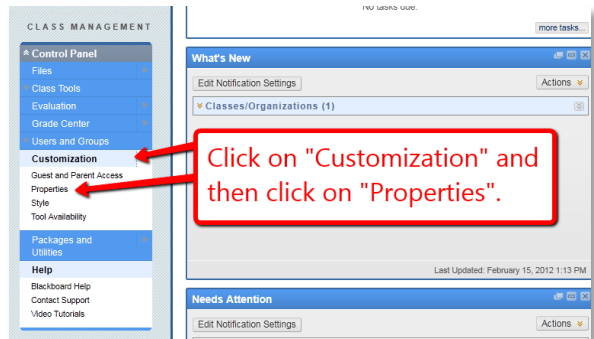 No tasks due.
more tasks...
CLASS MANAGEMENT
Control Panel
Files
Class Tools
Evaluation
Grade Center
Users and Groups
Customization
Guest and Parent Access
Properties
Style
Tool Availability
Packages and
Utilities
Help
Blackboard Help
Contact Support
Video Tutorials
What's New
Edit Notification Settings
Actions
Classes/Organizations (1)
Click on "Customization" and
then click on "Properties".
Last Updated: February 15, 2012 1:13 PM
Needs Attention
Edit Notification Settings
Actions